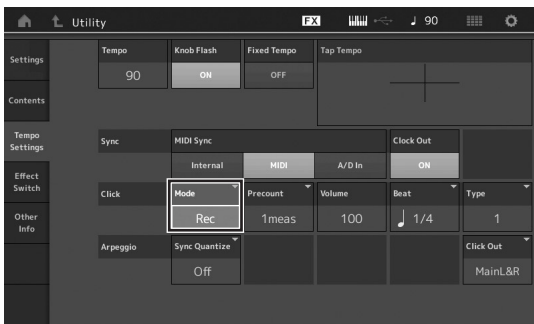 Utility FX 90
Settings
Contents
Tempo Settings
Effect Switch
Other Info
Tempo Knob Flash Fixed Tempo Tap Tempo
90 ON OFF
Sync MIDI Sync Clock Out
Internal MIDI A/D In ON
Click Mode Precount Volume Beat Type
Rec 1meas 100 1/4 1
Arpeggio Sync Quantize Click Out
Off MainL&R